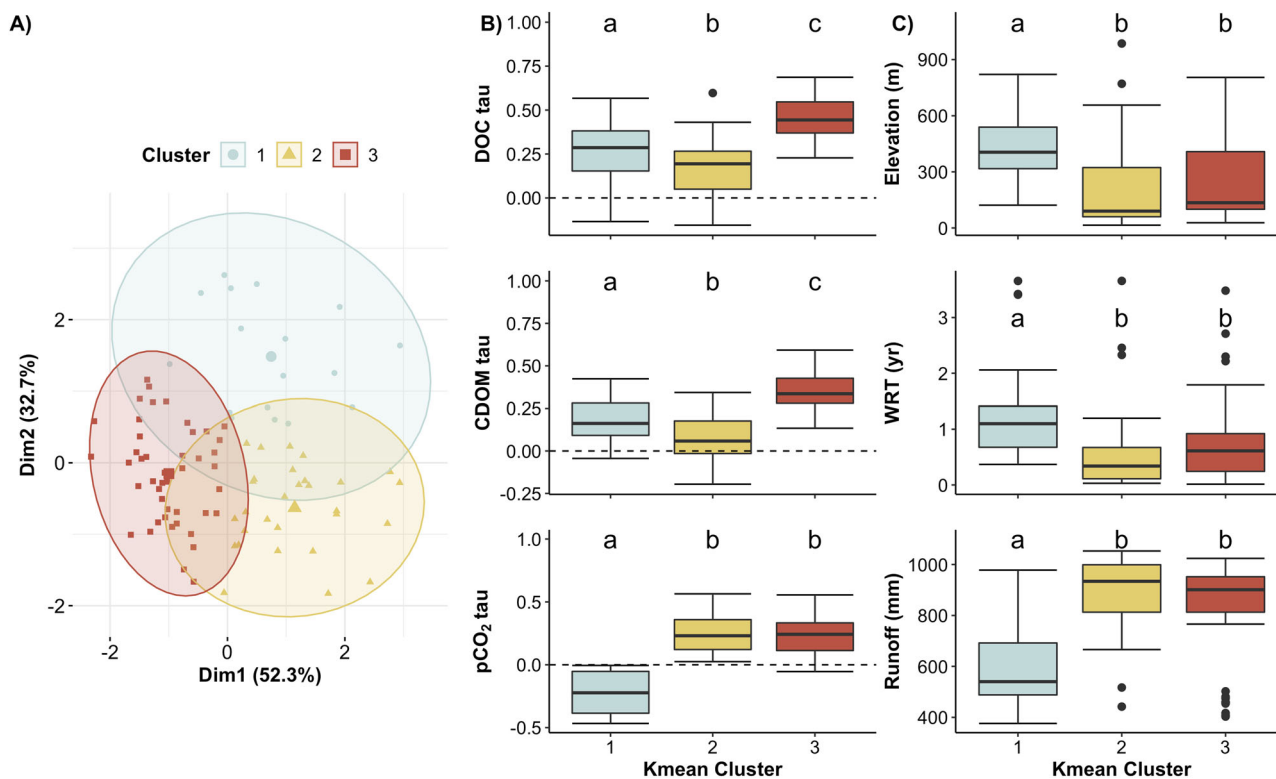 A)
Cluster 1 2 3
Dim2 (32.7%)
2
0
-2
-2 0 2
Dim1 (52.3%)
B)
DOC tau
1.00
0.75
0.50
0.25
0.00
a b c
CDOM tau
1.00
0.75
0.50
0.25
0.00
-0.25
a b c
pCO₂ tau
1.0
0.5
0.0
-0.5
a b b
1 2 3
Kmean Cluster
C)
Elevation (m)
900
600
300
0
a b b
WRT (yr)
3
2
1
0
a b b
Runoff (mm)
1000
800
600
400
a b b
1 2 3
Kmean Cluster